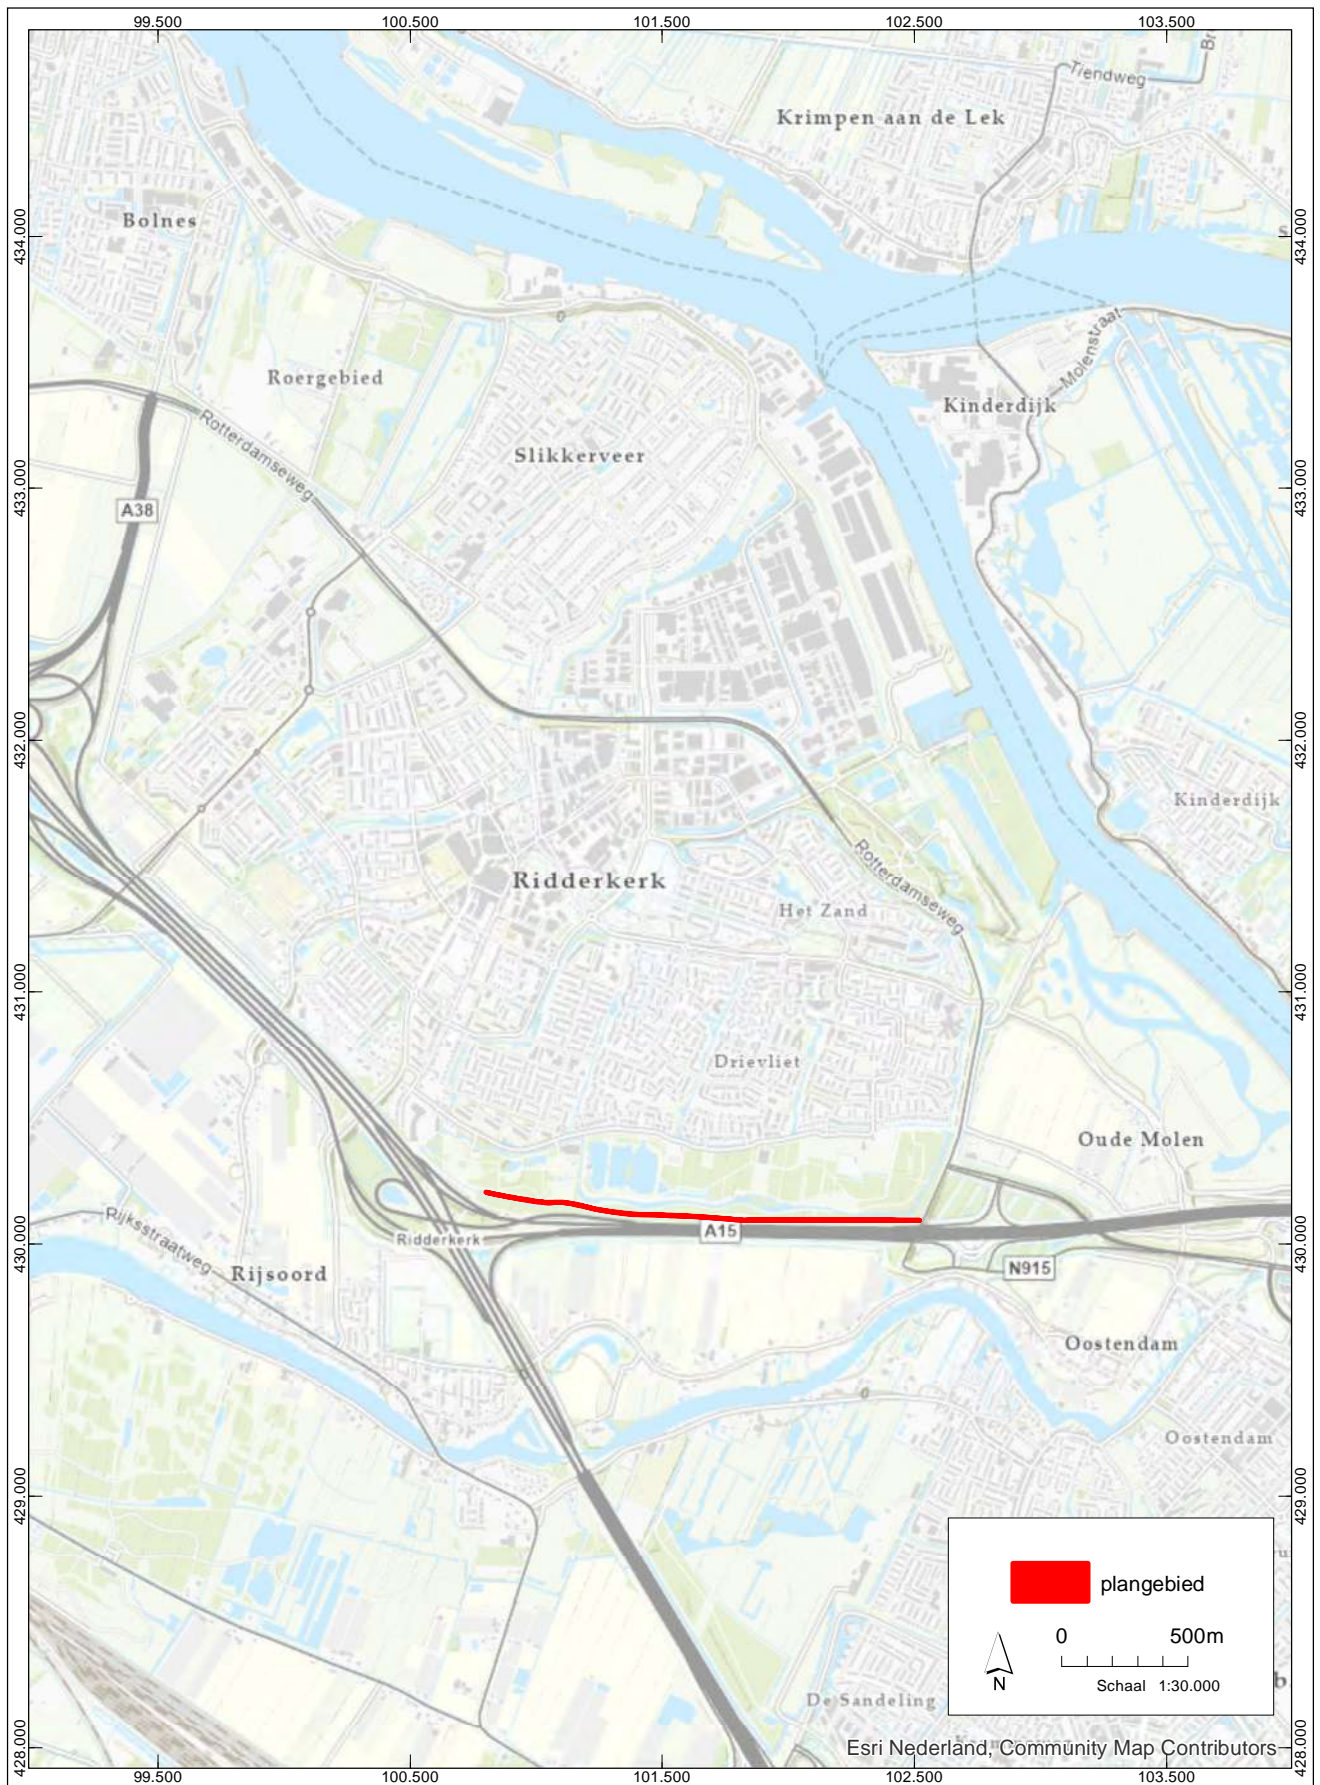 99.500 100.500 101.500 102.500 103.500
Tiendweg
Br
Krimpen aan de Lek
Bolnes
434.000
434.000
S
Molenstraat
Roergebied
Kinderdijk
Rotterdamseweg
Slikkerveer
433.000
433.000
A38
432.000
432.000
Kinderdijk
Ridderkerk
Rotterdamseweg
Het Zand
431.000
431.000
Drievliet
Oude Molen
Rijksstraatweg
A15
Ridderkerk
430.000
430.000
Rijsoord
N915
Oostendam
Oostendam
429.000
429.000
plangebied
0 500m
N
Schaal 1:30.000
b
De Sandeling
428.000
428.000
Esri Nederland, Community Map Contributors
99.500 100.500 101.500 102.500 103.500